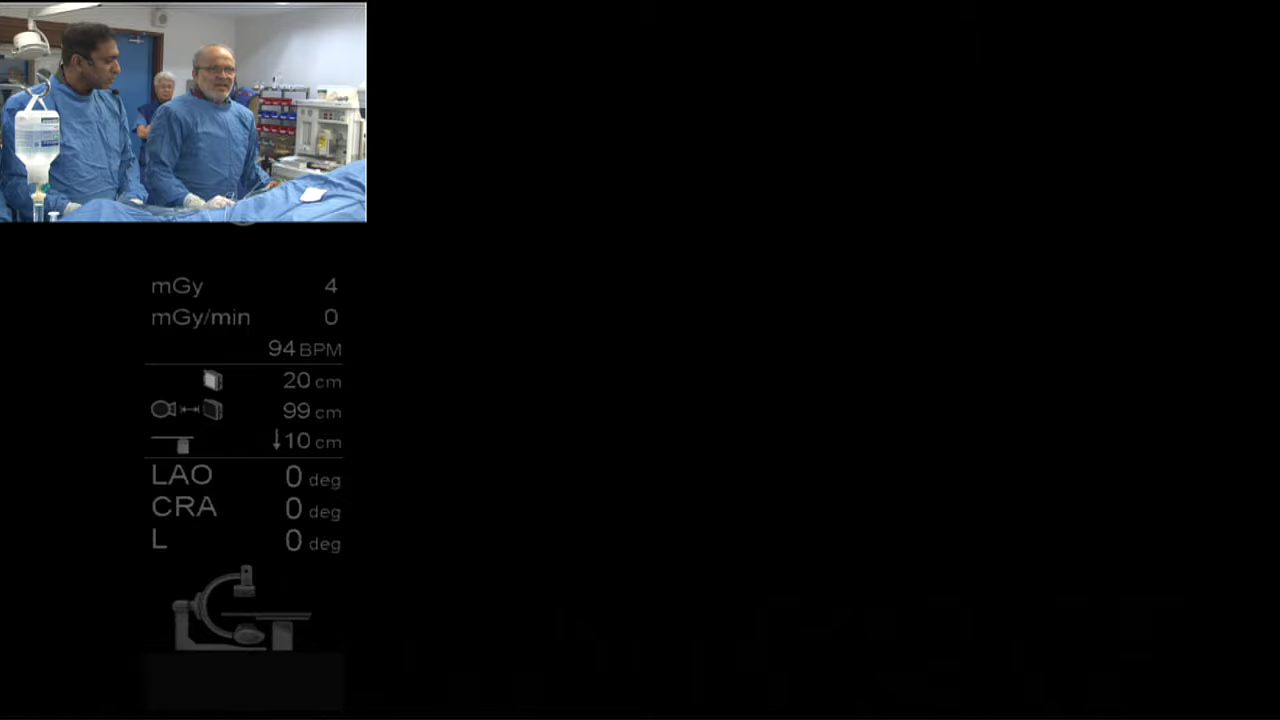 mGy 4
mGy/min 0
94 BPM
20 cm
99 cm
↓10 cm
LAO 0 deg
CRA 0 deg
L 0 deg